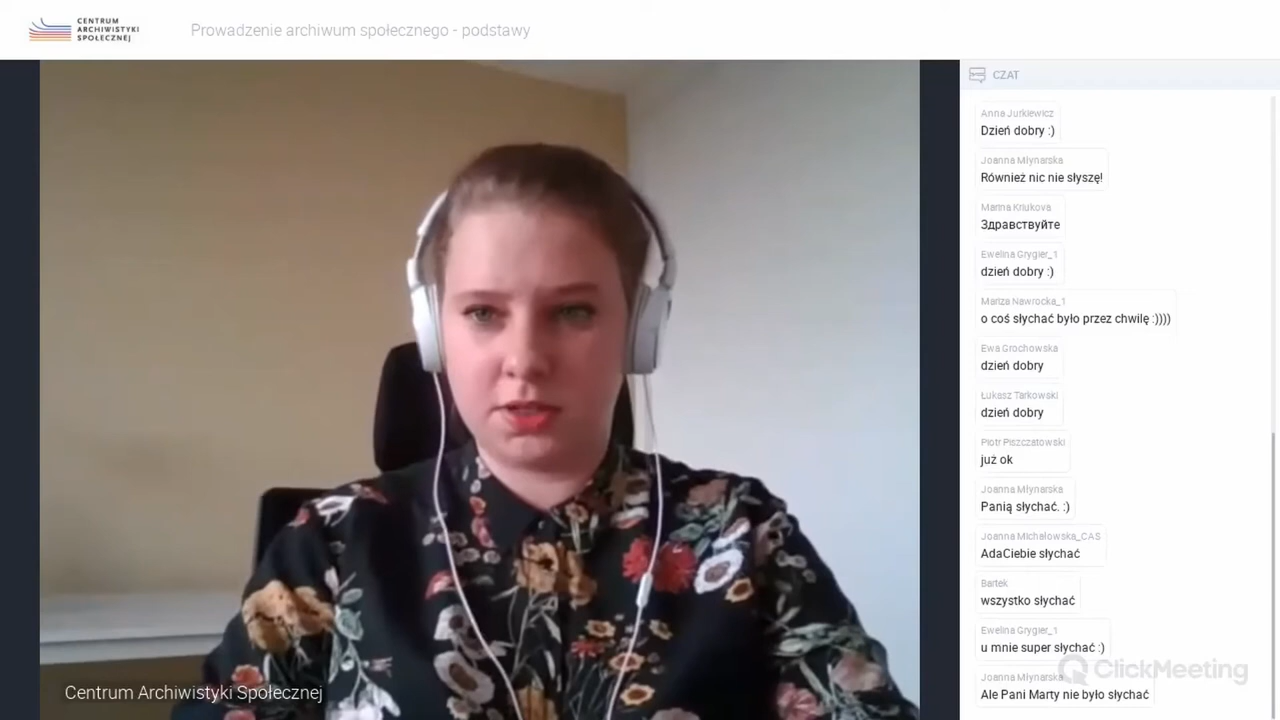 CENTRUM
ARCHIWISTYKI
SPOŁECZNEJ
Prowadzenie archiwum społecznego - podstawy
CZAT
Anna Jurkiewicz
Dzień dobry :)
Joanna Młynarska
Również nic nie słyszę!
Marina Kriukova
Здравствуйте
Ewelina Grygier_1
dzień dobry :)
Mariza Nawrocka_1
o coś słychać było przez chwilę :))))
Ewa Grochowska
dzień dobry
Łukasz Tarkowski
dzień dobry
Piotr Piszczatowski
już ok
Joanna Młynarska
Panią słychać. :)
Joanna Michałowska_CAS
AdaCiebie słychać
Bartek
wszystko słychać
Ewelina Grygier_1
u mnie super słychać :)
Joanna Młynarska
Ale Pani Marty nie było słychać
ClickMeeting
Centrum Archiwistyki Społecznej